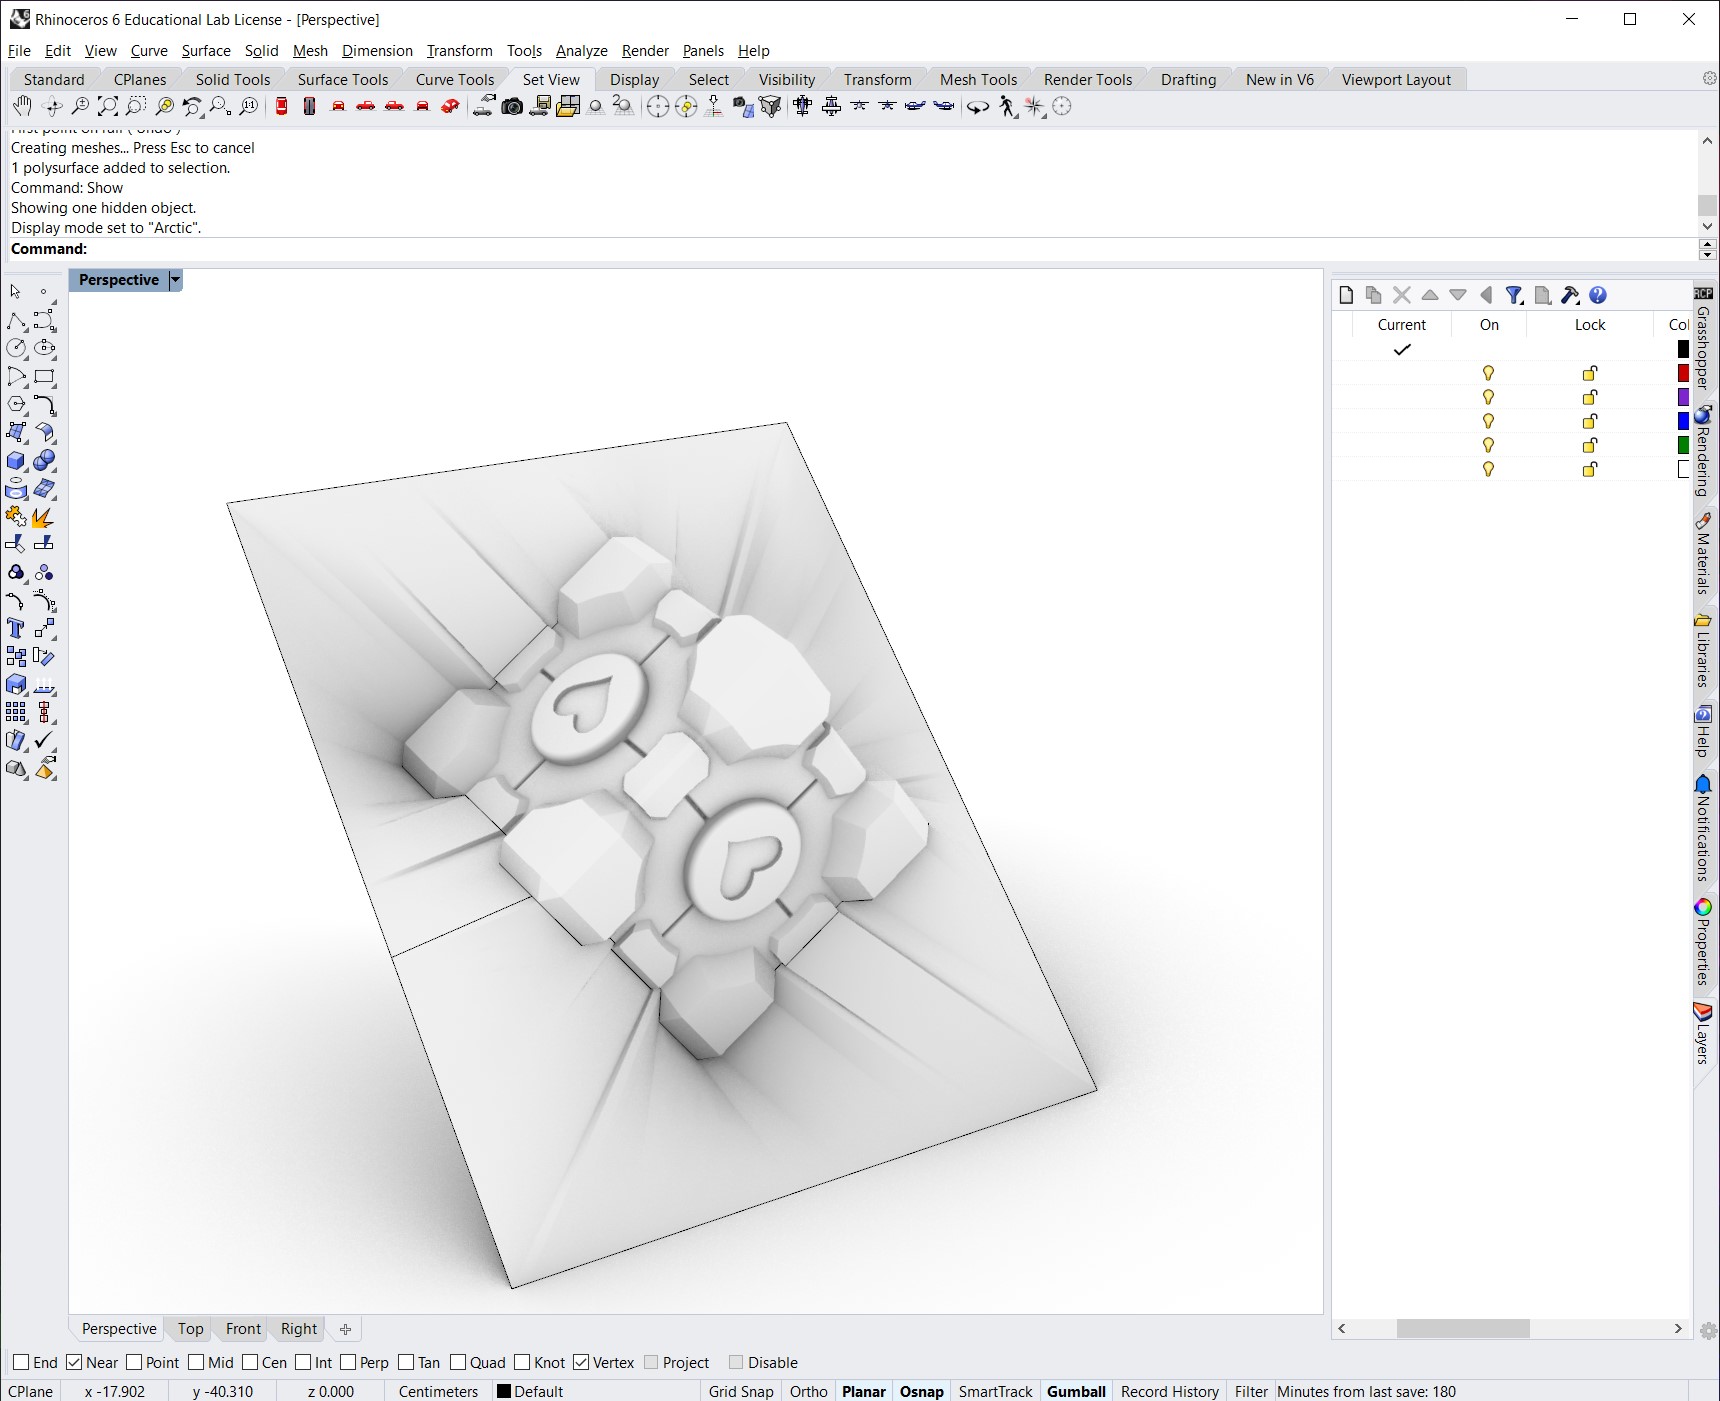 Rhinoceros 6 Educational Lab License - [Perspective]
File Edit View Curve Surface Solid Mesh Dimension Transform Tools Analyze Render Panels Help
Standard CPlanes Solid Tools Surface Tools Curve Tools Set View Display Select Visibility Transform Mesh Tools Render Tools Drafting New in V6 Viewport Layout
First point on rail ( Undo )
Creating meshes... Press Esc to cancel
1 polysurface added to selection.
Command: Show
Showing one hidden object.
Display mode set to "Arctic".
Command:
Perspective
Current On Lock Col
Grasshopper
Rendering
Materials
Libraries
Help
Notifications
Properties
Layers
Perspective Top Front Right
End Near Point Mid Cen Int Perp Tan Quad Knot Vertex Project Disable
CPlane x -17.902 y -40.310 z 0.000 Centimeters Default Grid Snap Ortho Planar Osnap SmartTrack Gumball Record History Filter Minutes from last save: 180